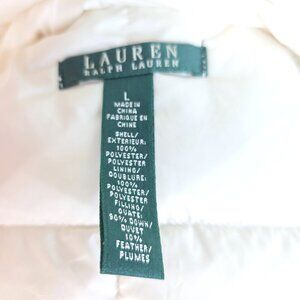 LAUREN
RALPH LAUREN
L
MADE IN
CHINA
FABRIQUE EN
CHINE
SHELL/
EXTERIEUR:
100%
POLYESTER/
POLYESTER
LINING/
DOUBLURE:
100%
POLYESTER/
POLYESTER
FILLING/
OUATE:
90% DOWN/
DUVET
10%
FEATHER/
PLUMES